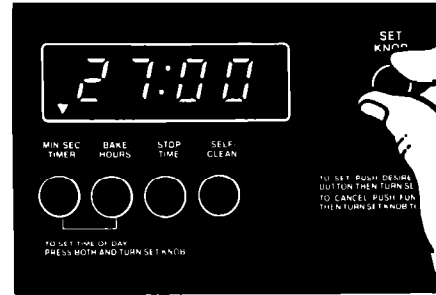 SET
KNOB
27:00
MIN SEC
TIMER
BAKE
HOURS
STOP
TIME
SELF-
CLEAN
TO SET PUSH DESIRE
BUTTON THEN TURN SE
TO CANCEL PUSH FUN
THEN TURN SET KNOB TO
TO SET TIME OF DAY
PRESS BOTH AND TURN SET KNOB